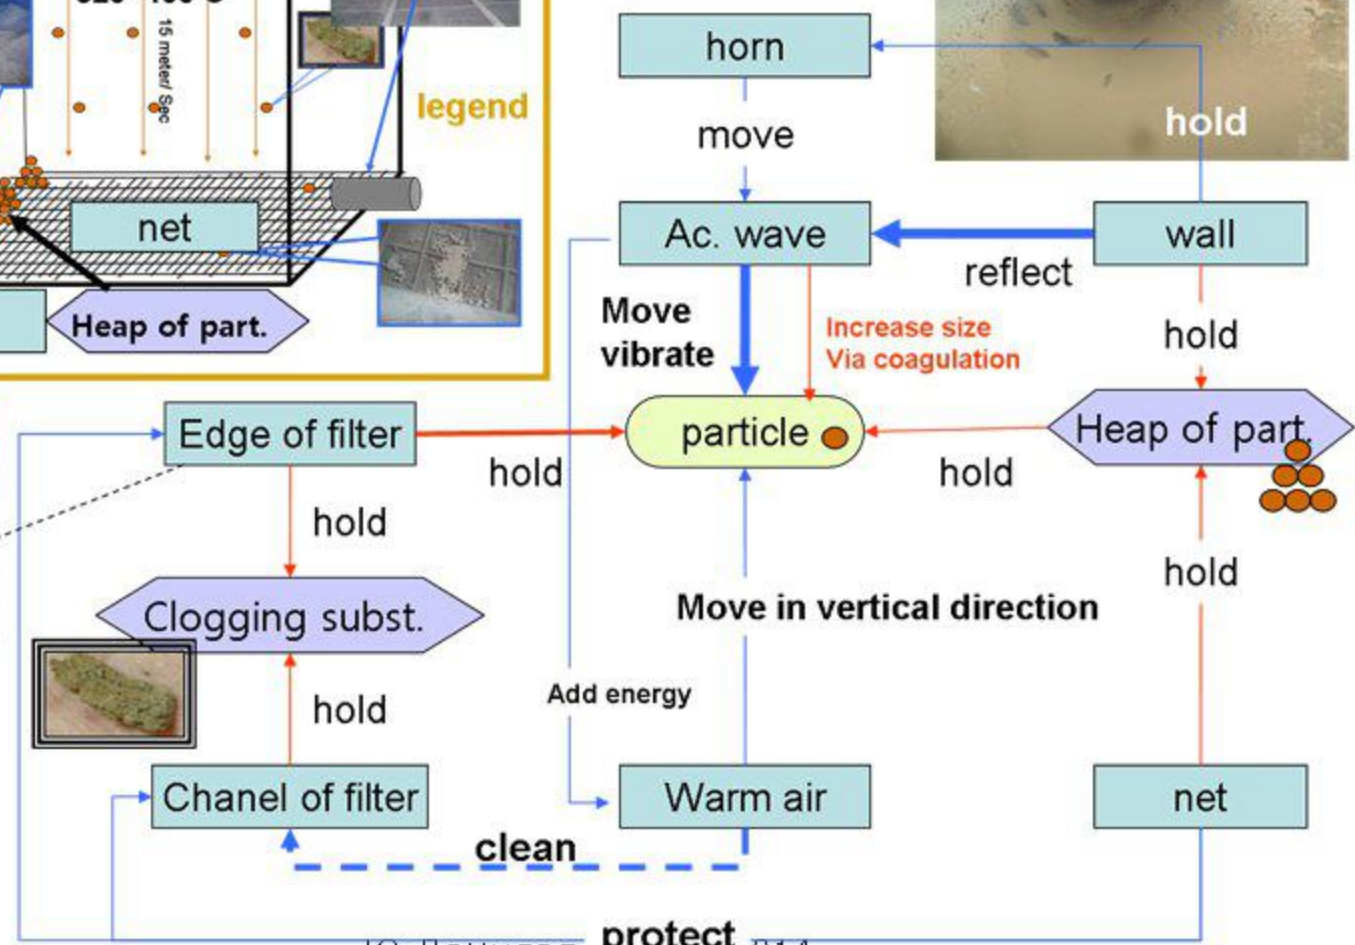 15 meter/ Sec
legend
net
Heap of part.
horn
move
hold
Ac. wave
wall
reflect
Move
vibrate
Increase size
Via coagulation
hold
Edge of filter
particle
Heap of part.
hold
hold
hold
hold
Clogging subst.
Move in vertical direction
Add energy
hold
Chanel of filter
Warm air
net
clean
protect